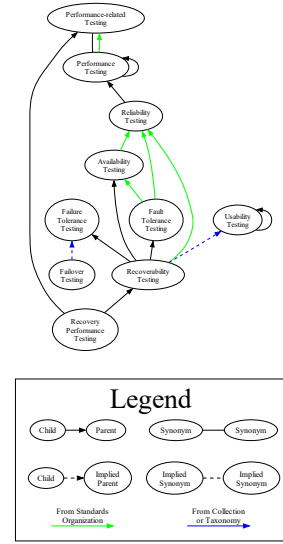 Performance-related
Testing
Performance
Testing
Reliability
Testing
Availability
Testing
Failure
Tolerance
Testing
Fault
Tolerance
Testing
Usability
Testing
Failover
Testing
Recoverability
Testing
Recovery
Performance
Testing
Legend
Child
Parent
Synonym
Synonym
Child
Implied
Parent
Implied
Synonym
Implied
Synonym
From Standards
Organization
From Collection
or Taxonomy